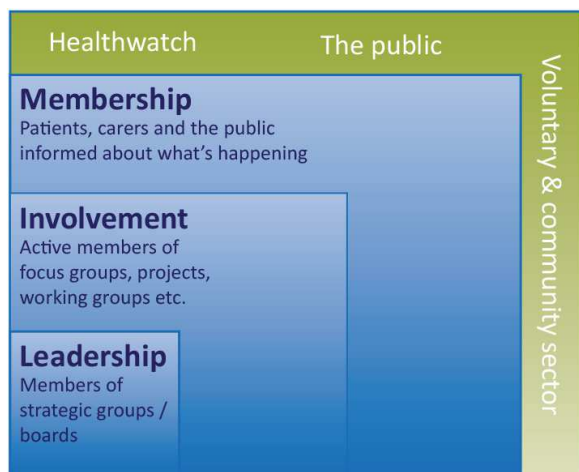 Healthwatch
The public
Voluntary & community sector
Membership
Patients, carers and the public
informed about what's happening
Involvement
Active members of
focus groups, projects,
working groups etc.
Leadership
Members of
strategic groups /
boards